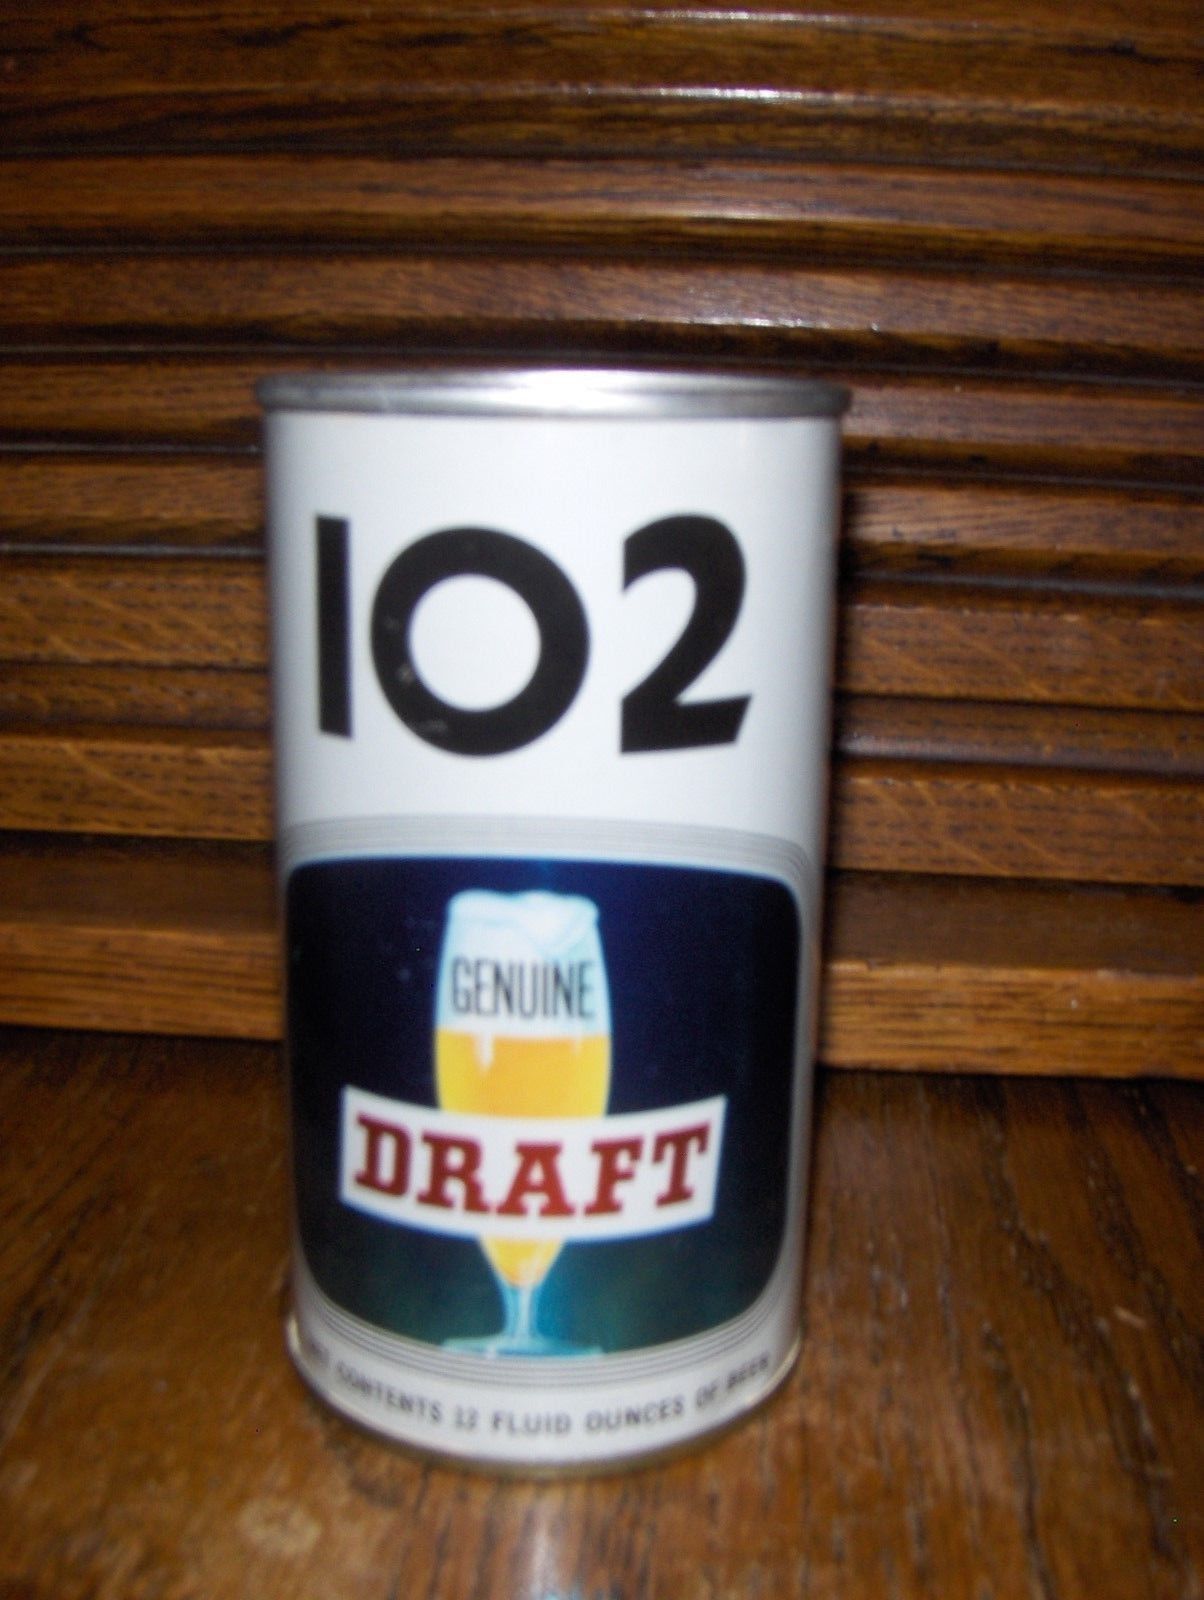 102
GENUINE
DRAFT
CONTENTS 12 FLUID OUNCES OF BEER